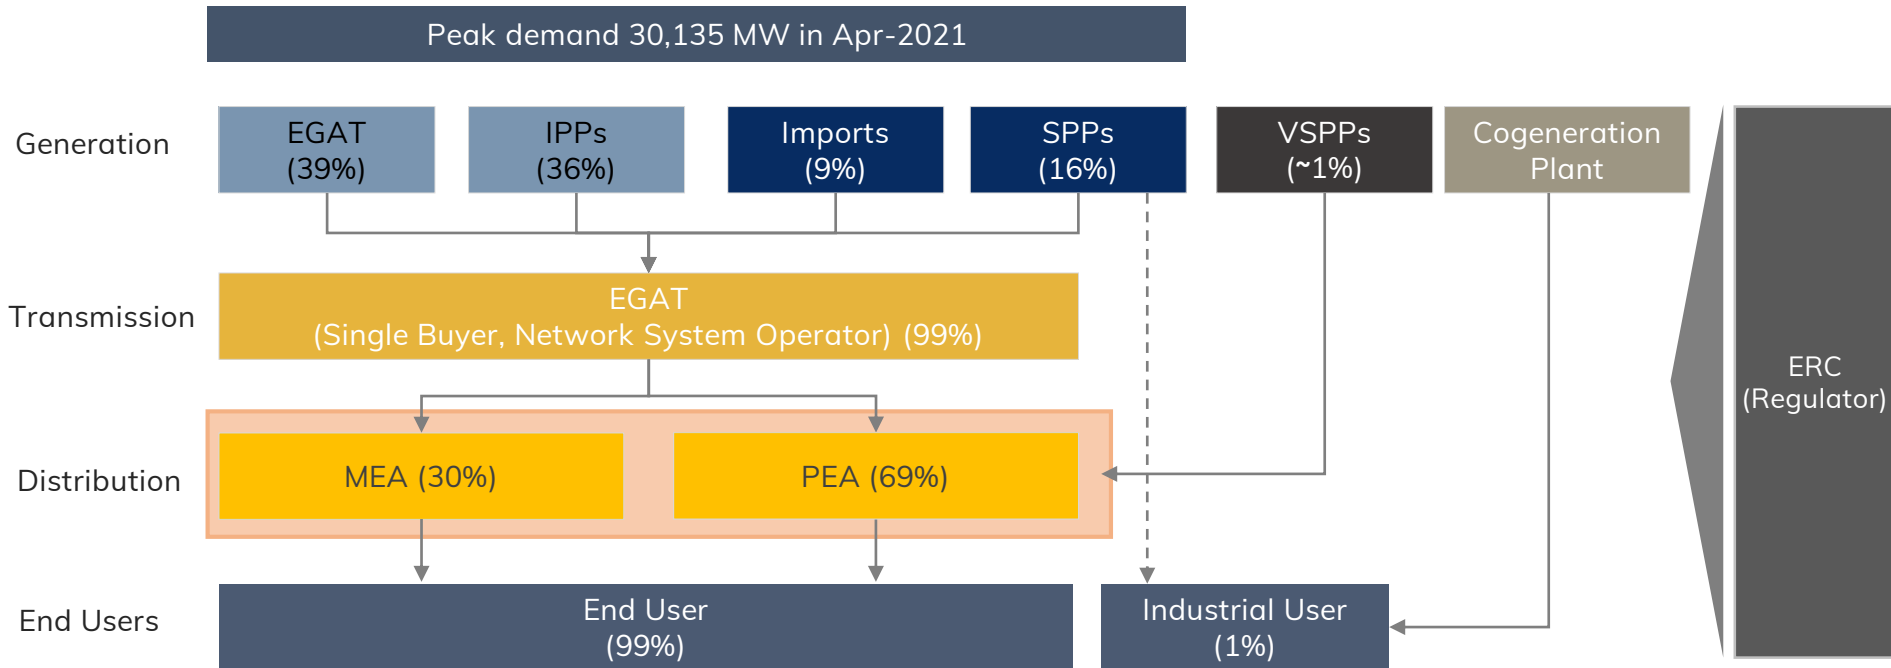 Peak demand 30,135 MW in Apr-2021
Generation
EGAT
(39%)
IPPs
(36%)
Imports
(9%)
SPPs
(16%)
VSPPs
(~1%)
Cogeneration
Plant
Transmission
EGAT
(Single Buyer, Network System Operator) (99%)
ERC
(Regulator)
Distribution
MEA (30%)
PEA (69%)
End Users
End User
(99%)
Industrial User
(1%)